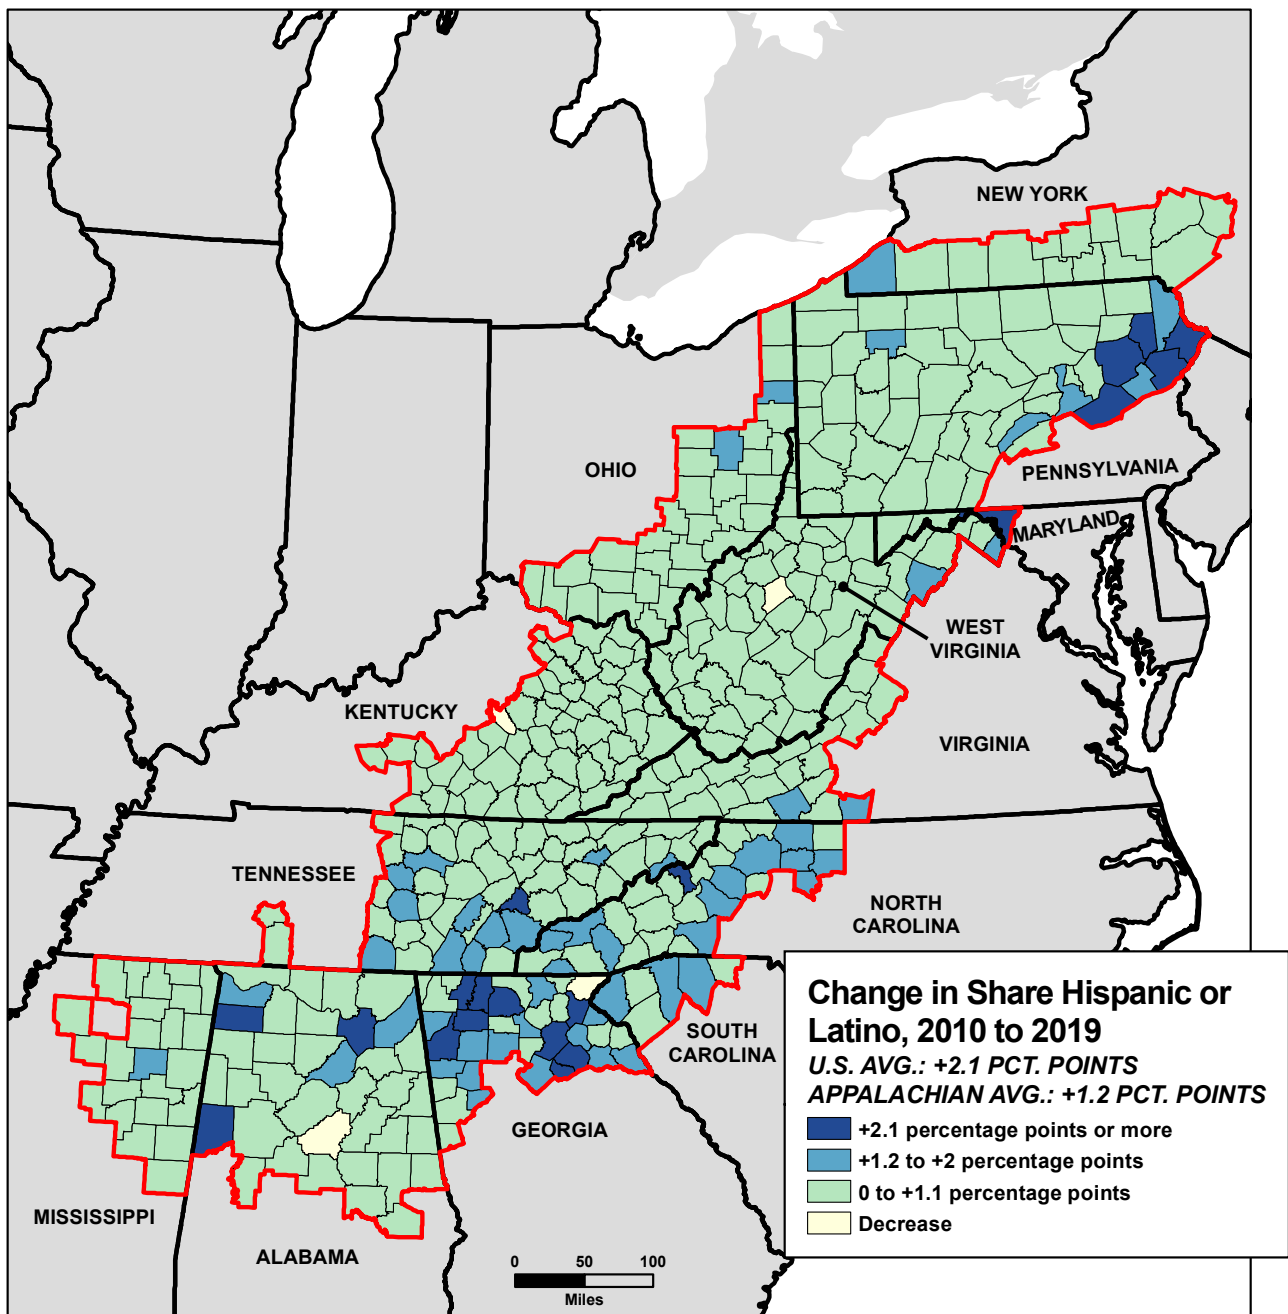 NEW YORK
OHIO
PENNSYLVANIA
MARYLAND
WEST
VIRGINIA
KENTUCKY
VIRGINIA
TENNESSEE
NORTH
CAROLINA
SOUTH
CAROLINA
GEORGIA
MISSISSIPPI
ALABAMA
Change in Share Hispanic or
Latino, 2010 to 2019
U.S. AVG.: +2.1 PCT. POINTS
APPALACHIAN AVG.: +1.2 PCT. POINTS
+2.1 percentage points or more
+1.2 to +2 percentage points
0 to +1.1 percentage points
Decrease
0 50 100
Miles